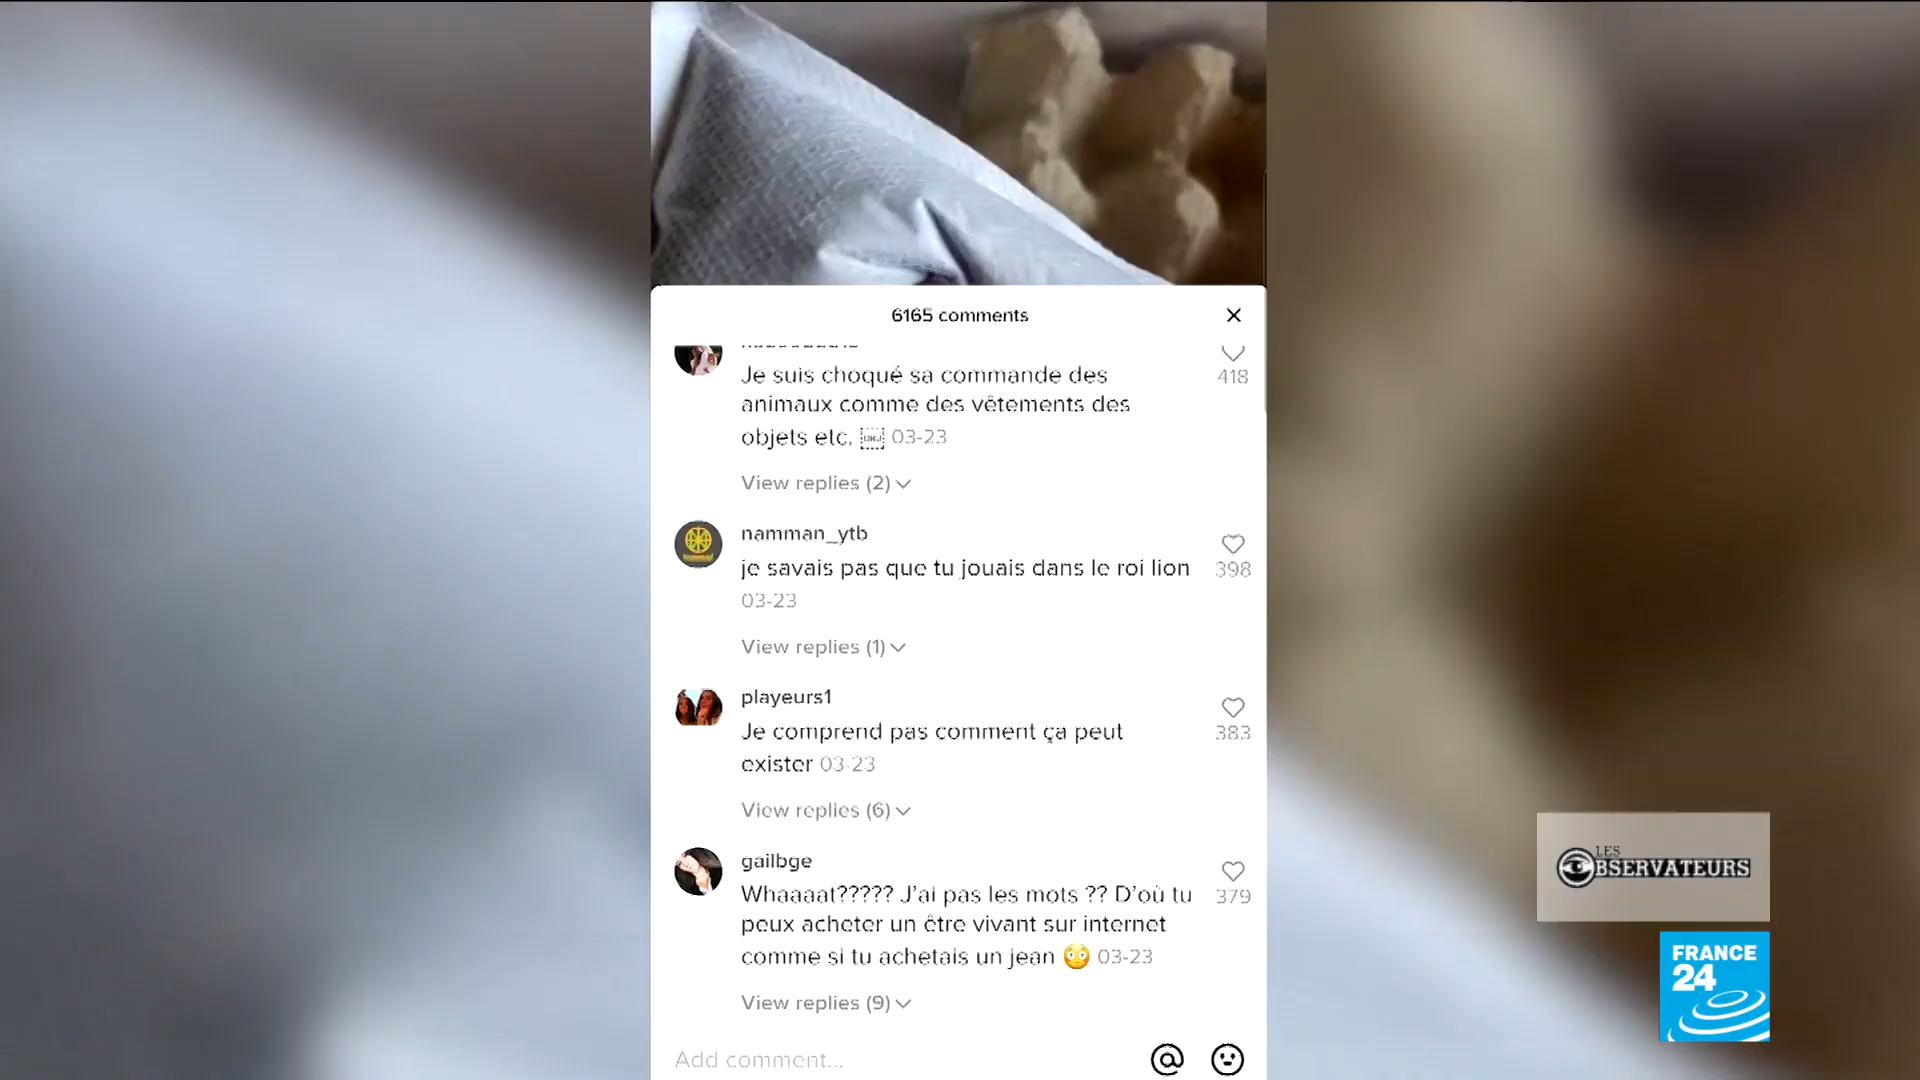 6165 comments
Je suis choqué sa commande des
animaux comme des vêtements des
objets etc. 03-23
418
View replies (2)
namman_ytb
je savais pas que tu jouais dans le roi lion
398
03-23
View replies (1)
playeurs1
Je comprend pas comment ça peut
383
exister 03-23
View replies (6)
gailbge
Whaaaat????? J'ai pas les mots ?? D'où tu
379
peux acheter un être vivant sur internet
comme si tu achetais un jean 😳 03-23
View replies (9)
Add comment...
LES
OBSERVATEURS
FRANCE
24